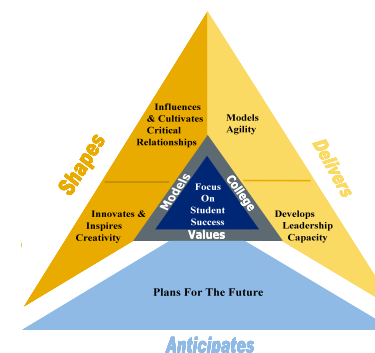 Influences
& Cultivates
Critical
Relationships
Models
Agility
Shapes
Delivers
Models
College
Focus
On
Student
Success
Values
Innovates &
Inspires
Creativity
Develops
Leadership
Capacity
Plans For The Future
Anticipates